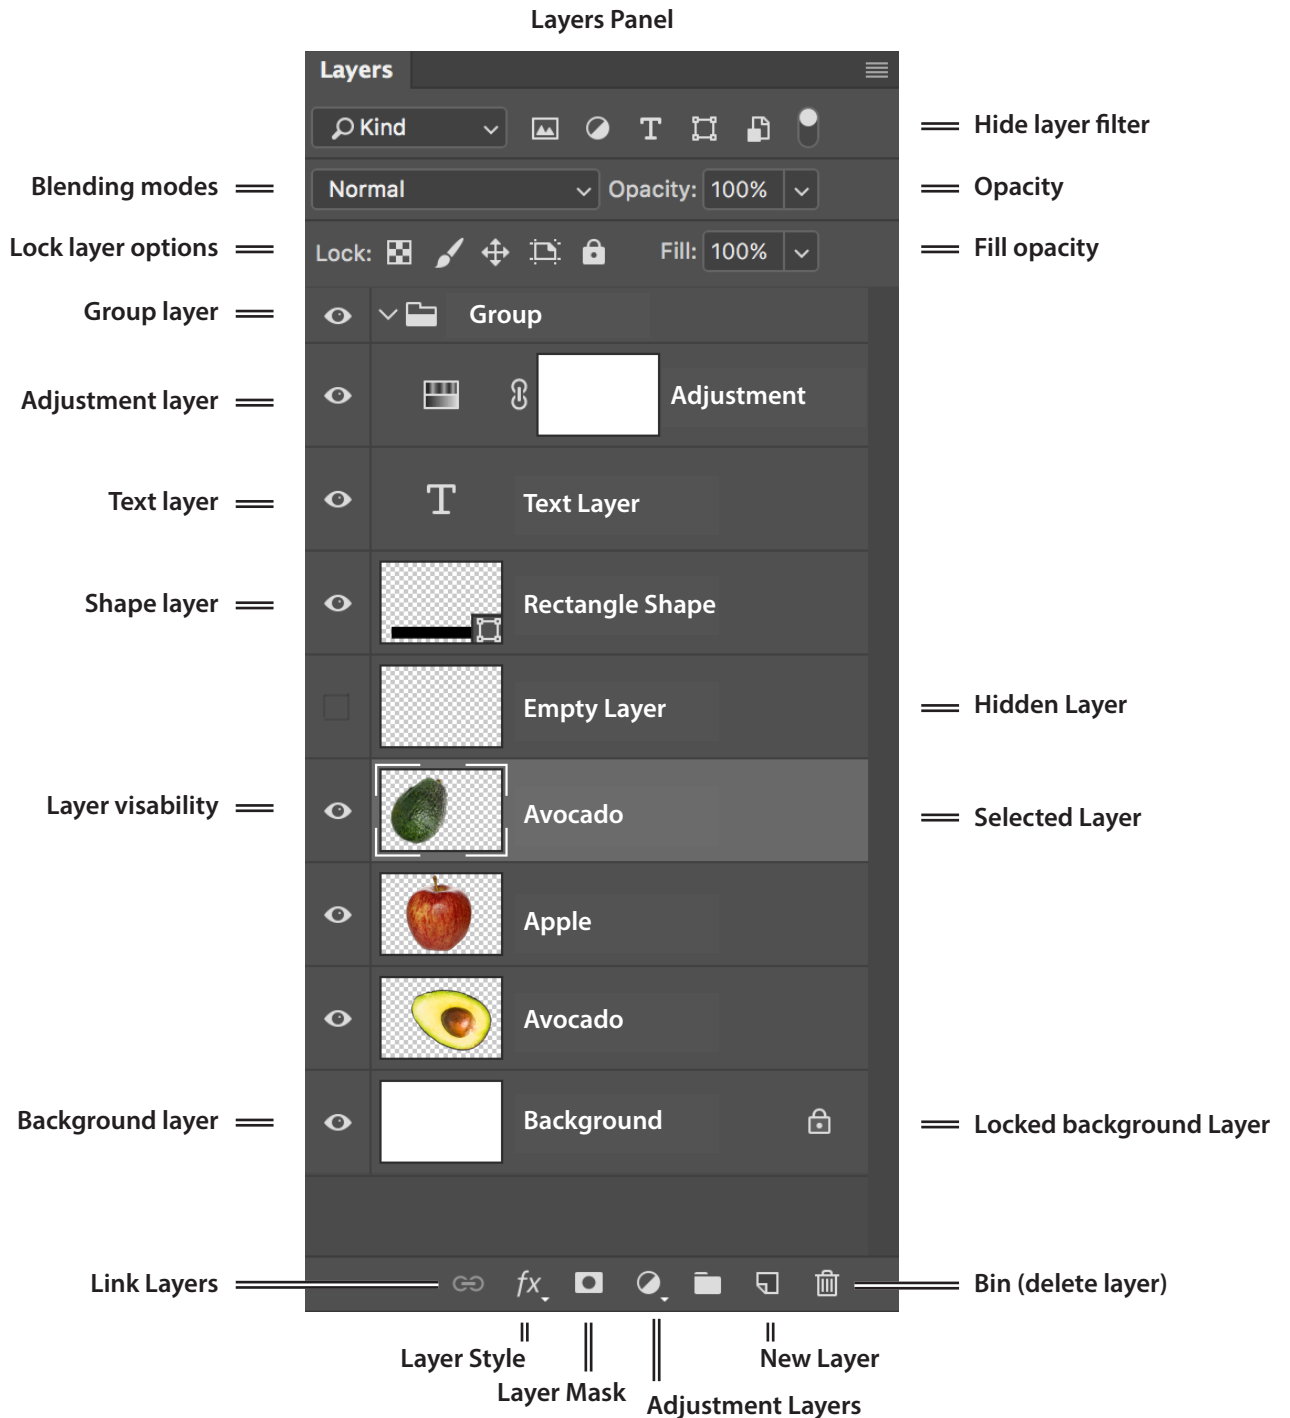 Layers Panel
Layers
Kind
Hide layer filter
Blending modes
Normal
Opacity: 100%
Opacity
Lock layer options
Lock:
Fill: 100%
Fill opacity
Group layer
Group
Adjustment layer
Adjustment
Text layer
T
Text Layer
Shape layer
Rectangle Shape
Empty Layer
Hidden Layer
Layer visability
Avocado
Selected Layer
Apple
Avocado
Background layer
Background
Locked background Layer
Link Layers
fx
Bin (delete layer)
Layer Style
New Layer
Layer Mask
Adjustment Layers